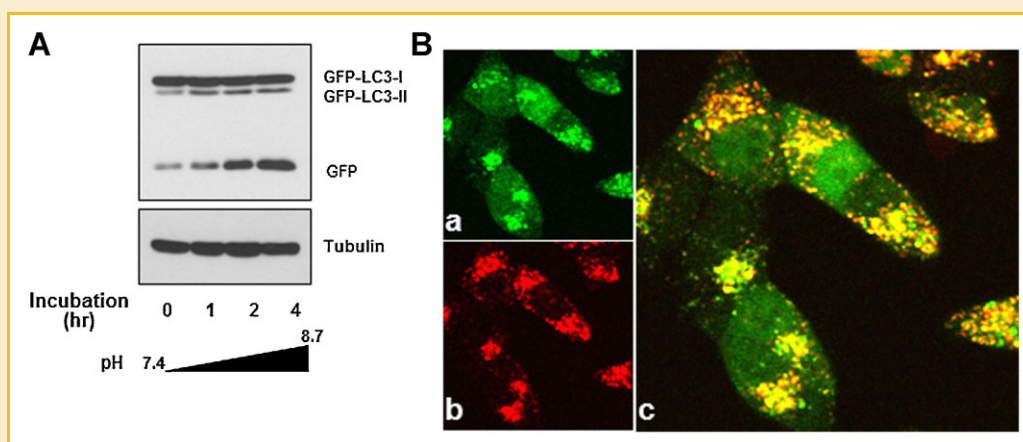 A
GFP-LC3-I
GFP-LC3-II
GFP
Tubulin
Incubation
(hr)
0 1 2 4
pH 7.4 8.7
B
a
b
c